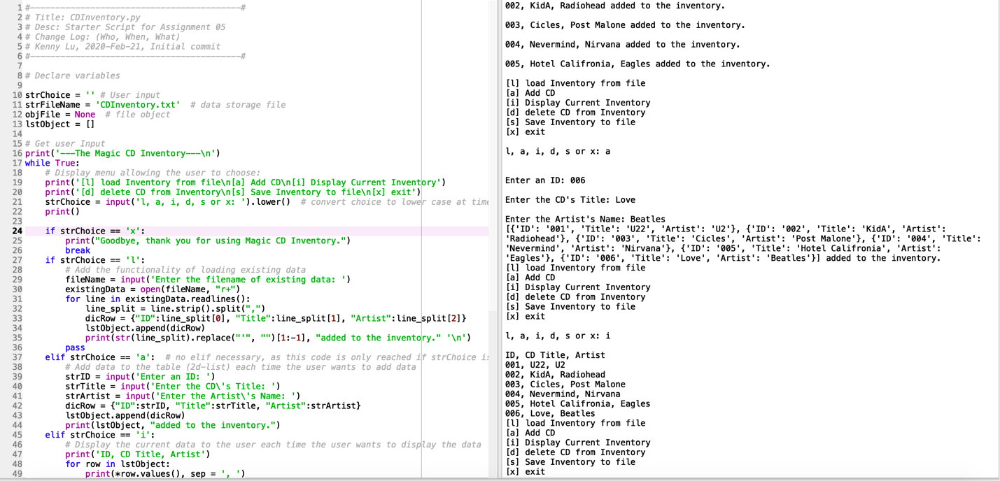 1 #------------------------------------------#
2 # Title: CDInventory.py
3 # Desc: Starter Script for Assignment 05
4 # Change Log: (Who, When, What)
5 # Kenny Lu, 2020-Feb-21, Initial commit
6 #------------------------------------------#
7
8 # Declare variables
9
10 strChoice = '' # User input
11 strFileName = 'CDInventory.txt'  # data storage file
12 objFile = None  # file object
13 lstObject = []
14
15 # Get user Input
16 print('---The Magic CD Inventory---\n')
17 while True:
18     # Display menu allowing the user to choose:
19     print('[l] load Inventory from file\n[a] Add CD\n[i] Display Current Inventory')
20     print('[d] delete CD from Inventory\n[s] Save Inventory to file\n[x] exit')
21     strChoice = input('l, a, i, d, s or x: ').lower()  # convert choice to lower case at time
22     print()
23
24     if strChoice == 'x':
25         print("Goodbye, thank you for using Magic CD Inventory.")
26         break
27     if strChoice == 'l':
28         # Add the functionality of loading existing data
29         fileName = input('Enter the filename of existing data: ')
30         existingData = open(fileName, "r+")
31         for line in existingData.readlines():
32             line_split = line.strip().split(",")
33             dicRow = {"ID":line_split[0], "Title":line_split[1], "Artist":line_split[2]}
34             lstObject.append(dicRow)
35             print(str(line_split).replace("'", "")[1:-1], "added to the inventory." '\n')
36         pass
37     elif strChoice == 'a':  # no elif necessary, as this code is only reached if strChoice is
38         # Add data to the table (2d-list) each time the user wants to add data
39         strID = input('Enter an ID: ')
40         strTitle = input('Enter the CD\'s Title: ')
41         strArtist = input('Enter the Artist\'s Name: ')
42         dicRow = {"ID":strID, "Title":strTitle, "Artist":strArtist}
43         lstObject.append(dicRow)
44         print(lstObject, "added to the inventory.")
45     elif strChoice == 'i':
46         # Display the current data to the user each time the user wants to display the data
47         print('ID, CD Title, Artist')
48         for row in lstObject:
49             print(*row.values(), sep = ', ')
002, KidA, Radiohead added to the inventory.
003, Cicles, Post Malone added to the inventory.
004, Nevermind, Nirvana added to the inventory.
005, Hotel Califronia, Eagles added to the inventory.
[l] load Inventory from file
[a] Add CD
[i] Display Current Inventory
[d] delete CD from Inventory
[s] Save Inventory to file
[x] exit
l, a, i, d, s or x: a
Enter an ID: 006
Enter the CD's Title: Love
Enter the Artist's Name: Beatles
[{'ID': '001', 'Title': 'U22', 'Artist': 'U2'}, {'ID': '002', 'Title': 'KidA', 'Artist':
'Radiohead'}, {'ID': '003', 'Title': 'Cicles', 'Artist': 'Post Malone'}, {'ID': '004', 'Title':
'Nevermind', 'Artist': 'Nirvana'}, {'ID': '005', 'Title': 'Hotel Califronia', 'Artist':
'Eagles'}, {'ID': '006', 'Title': 'Love', 'Artist': 'Beatles'}] added to the inventory.
[l] load Inventory from file
[a] Add CD
[i] Display Current Inventory
[d] delete CD from Inventory
[s] Save Inventory to file
[x] exit
l, a, i, d, s or x: i
ID, CD Title, Artist
001, U22, U2
002, KidA, Radiohead
003, Cicles, Post Malone
004, Nevermind, Nirvana
005, Hotel Califronia, Eagles
006, Love, Beatles
[l] load Inventory from file
[a] Add CD
[i] Display Current Inventory
[d] delete CD from Inventory
[s] Save Inventory to file
[x] exit